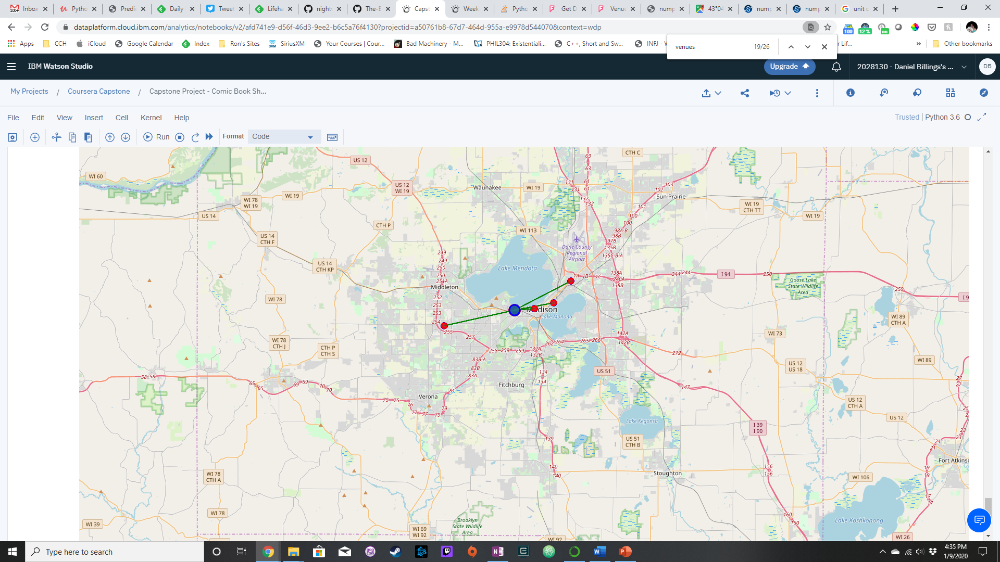 Inbox
Pytho
Predic
Daily
Tweet
Lifeha
nightv
The-E
Capst
Week
Pytho
Get D
Venue
nump
43°04
nump
nump
unit c
dataplatform.cloud.ibm.com/analytics/notebooks/v2/afd741e9-d56f-46d3-9ee2-b6c5a76f4130?projectid=a50761b8-67d7-464d-955a-e9978d544070&context=wdp
100
12 %
on
Apps
CCH
iCloud
Google Calendar
Index
Ron's Sites
SiriusXM
Your Courses | Cour...
Bad Machinery - M...
PHIL304: Existentiali...
C++, Short and Sw...
INFJ - W
r Lif...
»
Other bookmarks
venues
19/26
IBM Watson Studio
Upgrade
2028130 - Daniel Billings's ...
DB
My Projects / Coursera Capstone / Capstone Project - Comic Book Sh...
File Edit View Insert Cell Kernel Help
Trusted | Python 3.6
Run
Format
Code
WI 60
US 12
CTH C
63
63
61
61
131
131
132
132
103
102
101
100
100
US 12
WI 19
Waunakee
WI 19
Sun Prairie
WI 78
WI 19
WI 19
US 14
WI 19
CTH TT
WI 19
CTH P
WI 113
US 14
CTH F
98A-B
98B
97B
135B
135C-B-A
Dane County
Regional
Airport
249
249
250
250
251A
252
253
253
254
255
257
US 14
CTH KP
Lake Mendota
1A
1B
1C
138A
240A
138B
244 244
I 94
250
Goose Lake
State Wildlife
Area
259
I 9
Middleton
WI 78
Madison
Lake Monona
WI 89
CTH A
WI 73
142A
142B
WI 78
CTH J
CTH P
CTH S
258
259
259
132A
132B
262
264
265
266
272
83B-A
83B
83A
134
134
US 51
US 12
US 18
WI 89
58 58
65
65
69
69
70
70
Fitchburg
81
147
27
27
Verona
75 75
76
77
77
79
79
US 12
CTH A
US 12
25
25
Lake Kegonsa
I 39
I 90
23
23
21
21
139
US 51
CTH B
Fort Atkinso
19
19
140
140
156
156
WI 78
CTH A
Stoughton
WI 106
17
17
WI 78
160
160
WI 39
Brooklyn
State Wildlife
Area
Lake Koshkonong
WI 69
WI 92
WI 92
WI 26
Type here to search
4:35 PM
1/9/2020